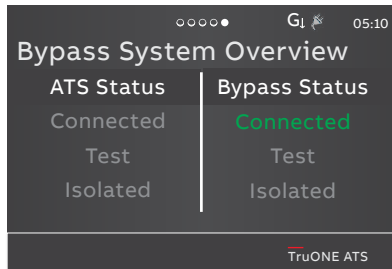 G↓ 05:10
Bypass System Overview
ATS Status Bypass Status
Connected Connected
Test Test
Isolated Isolated
TruONE ATS